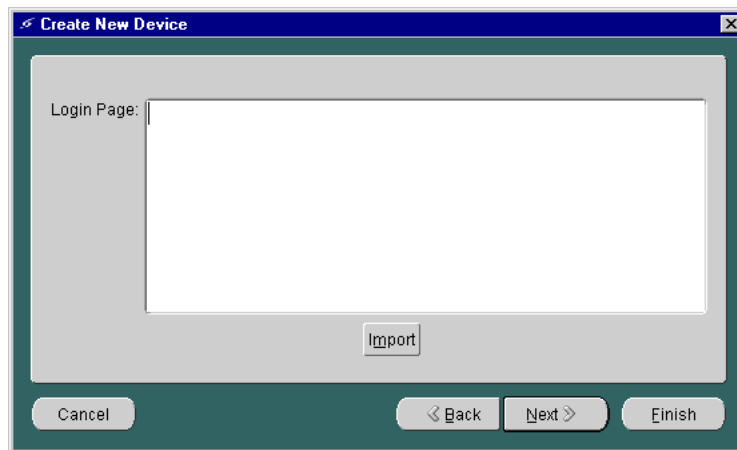 Create New Device
Login Page:
Import
Cancel
Back
Next
Finish